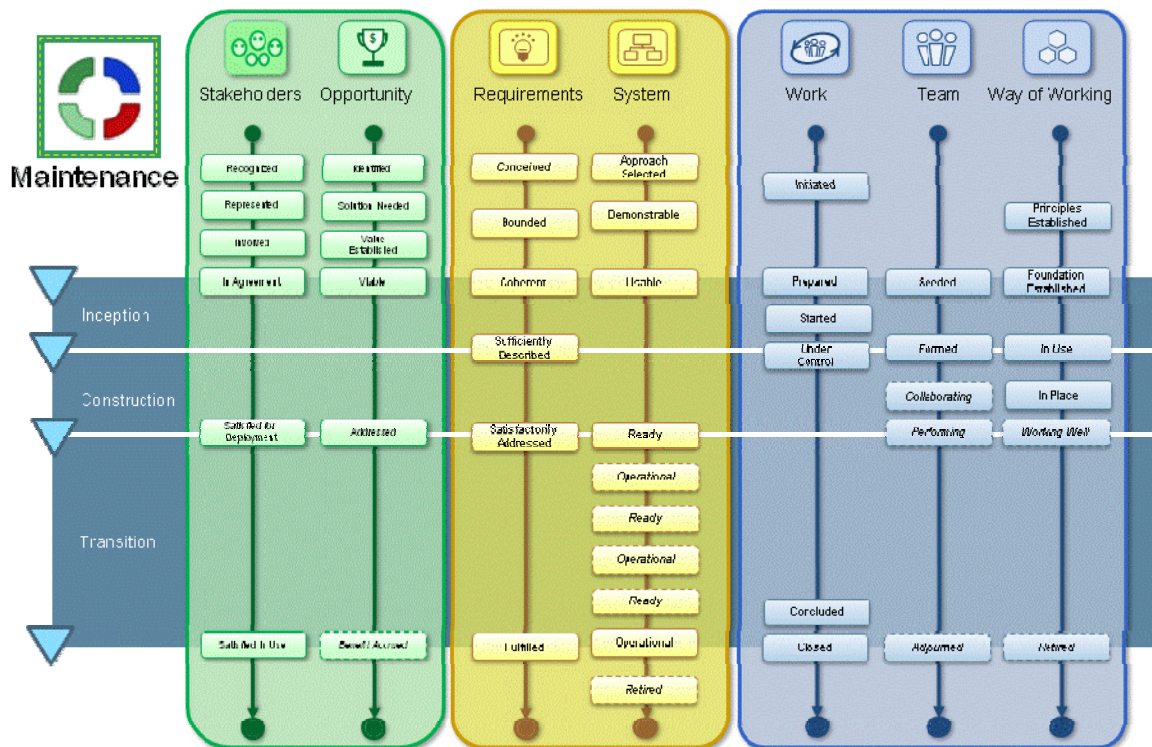 Stakehoders
Opportunity
Requirements
System
Work
Team
Way of Working
Maintenance
Recognized
Represented
Involved
In Agreement
Satisfied for
Deployment
Satisfied In Use
Identified
Solution Needed
Value
Established
Viable
Addressed
Benefit Accrued
Conceived
Bounded
Coherent
Sufficiently
Described
Satisfactorily
Addressed
Fulfilled
Approach
Selected
Demonstrable
Usable
Ready
Operational
Ready
Operational
Ready
Operational
Retired
Initiated
Prepared
Started
Under
Control
Concluded
Closed
Seeded
Formed
Collaborating
Performing
Adjourned
Principles
Established
Foundation
Established
In Use
In Place
Working Well
Retired
Inception
Construction
Transition
$